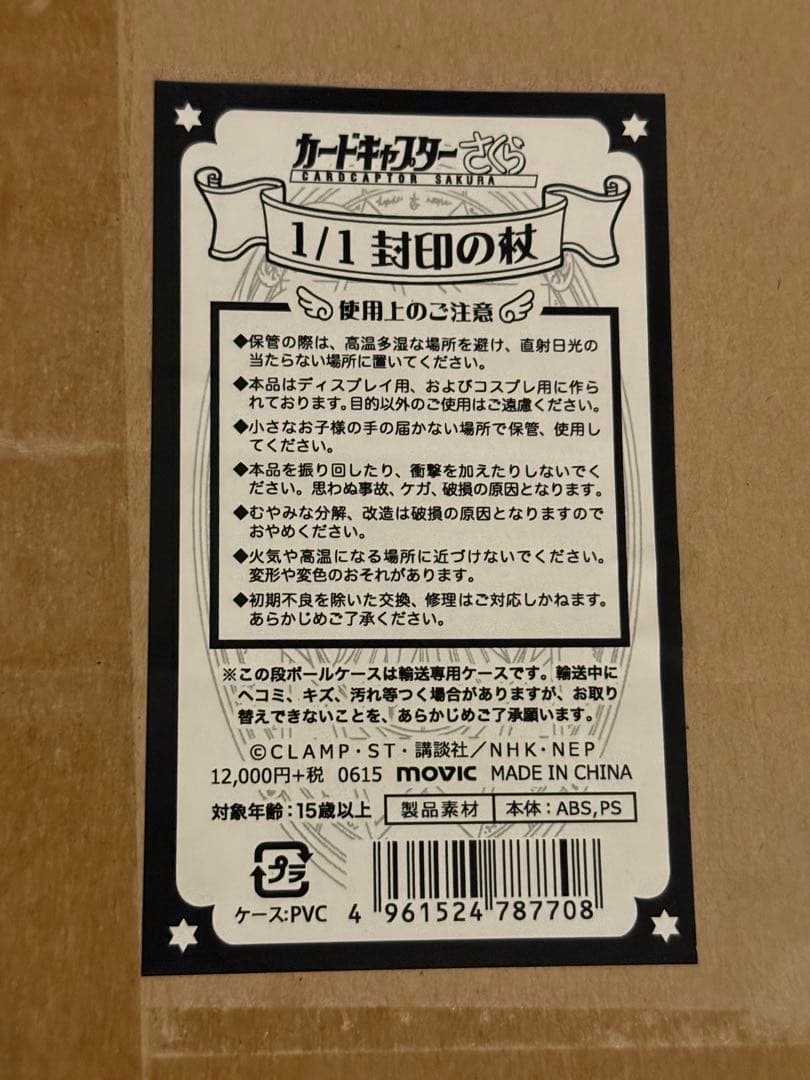 カードキャプターさくら
CARDCAPTOR SAKURA
1/1 封印の杖
使用上のご注意
◆保管の際は、高温多湿な場所を避け、直射日光の
当たらない場所に置いてください。
◆本品はディスプレイ用、およびコスプレ用に作ら
れております。目的以外のご使用はご遠慮ください。
◆小さなお子様の手の届かない場所で保管、使用し
てください。
◆本品を振り回したり、衝撃を加えたりしないでく
ださい。思わぬ事故、ケガ、破損の原因となります。
◆むやみな分解、改造は破損の原因となりますので
おやめください。
◆火気や高温になる場所に近づけないでください。
変形や変色のおそれがあります。
◆初期不良を除いた交換、修理はご対応しかねます。
あらかじめご了承ください。
※この段ボールケースは輸送専用ケースです。輸送中に
ヘコミ、キズ、汚れ等つく場合がありますが、お取り
替えできないことを、あらかじめご了承願います。
©CLAMP・ST・講談社／NHK・NEP
12,000円+税 0615 movic MADE IN CHINA
対象年齢：15歳以上 製品素材 本体：ABS,PS
プラ
ケース:PVC 4 961524 787708